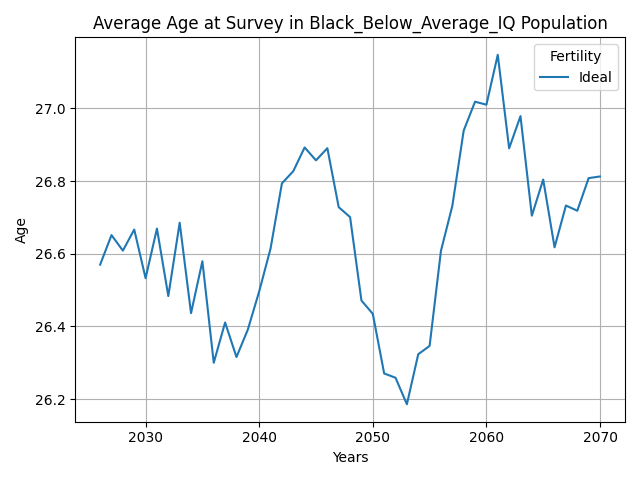 Average Age at Survey in Black_Below_Average_IQ Population
Fertility
Ideal
27.0
26.8
26.6
26.4
26.2
Age
2030 2040 2050 2060 2070
Years